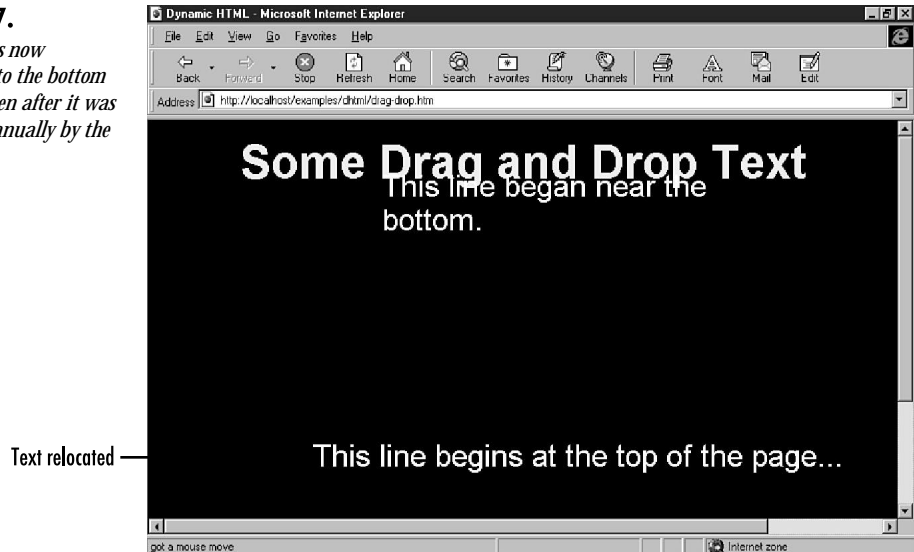 7.
s now
to the bottom
en after it was
anually by the
Text relocated
Dynamic HTML - Microsoft Internet Explorer
File Edit View Go Favorites Help
Back Forward Stop Refresh Home Search Favorites History Channels Print Font Mail Edit
Address http://localhost/examples/dhtml/drag-drop.htm
Some Drag and Drop Text
This line began near the
bottom.
This line begins at the top of the page...
got a mouse move Internet zone